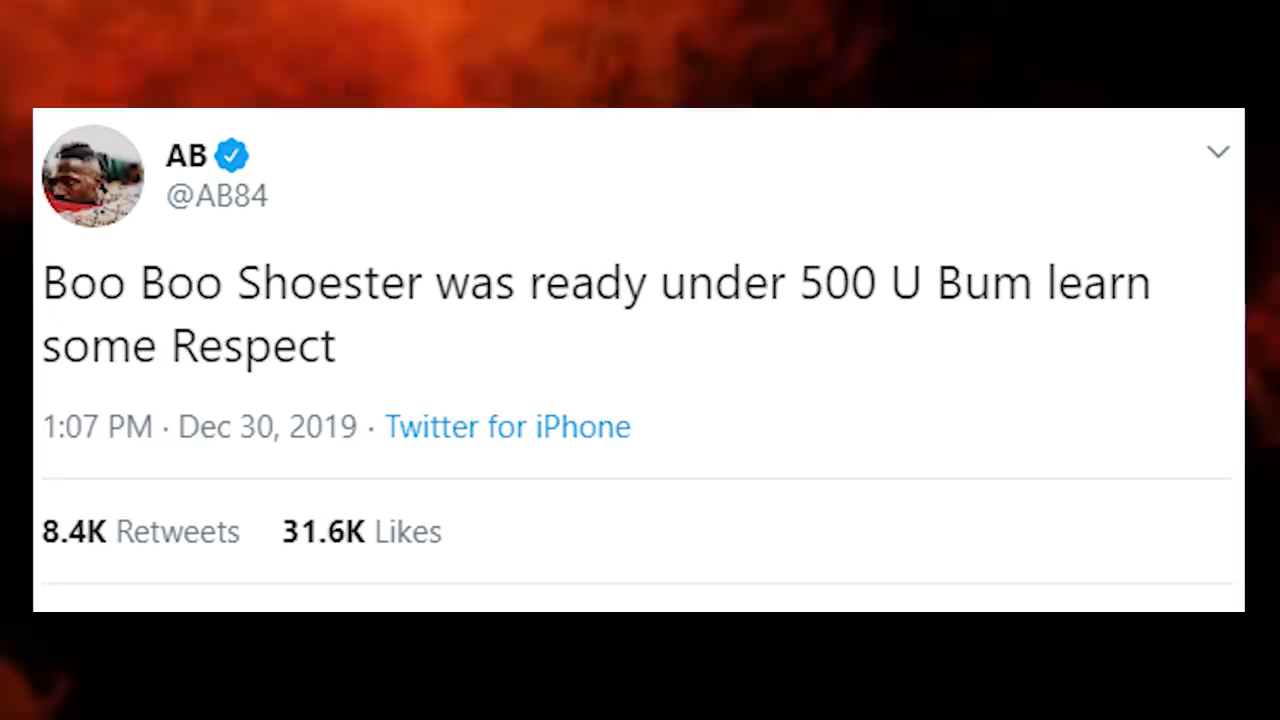 AB
@AB84
Boo Boo Shoester was ready under 500 U Bum learn
some Respect
1:07 PM · Dec 30, 2019 · Twitter for iPhone
8.4K Retweets 31.6K Likes